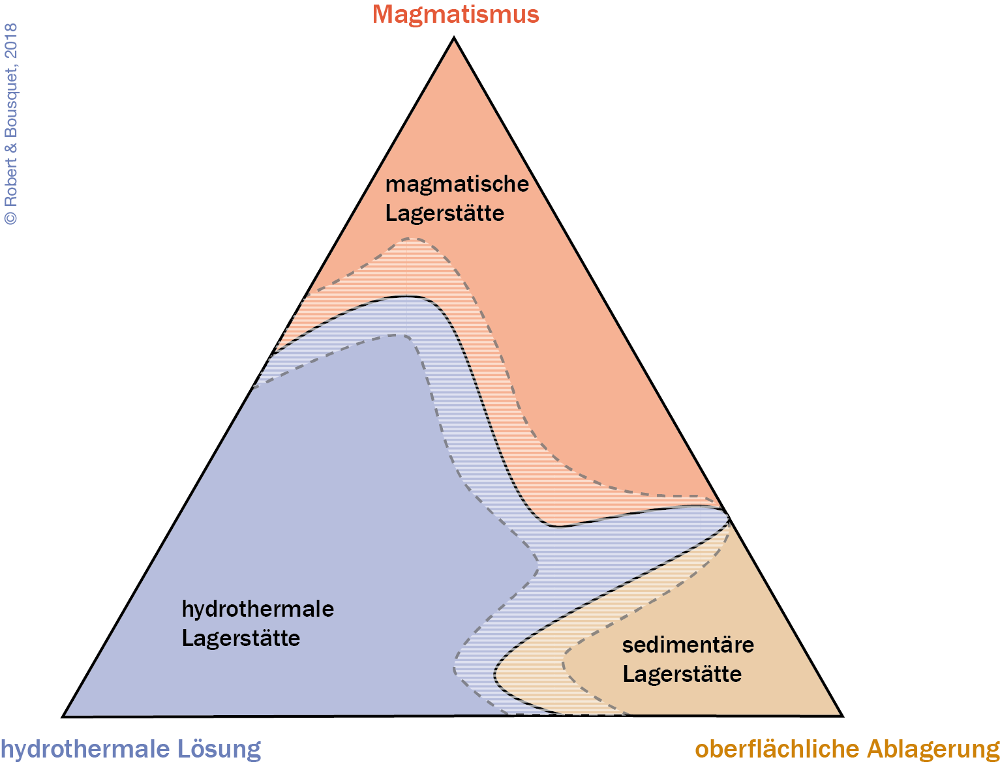 Magmatismus
© Robert & Bousquet, 2018
magmatische
Lagerstätte
hydrothermale
Lagerstätte
sedimentäre
Lagerstätte
hydrothermale Lösung
oberflächliche Ablagerung